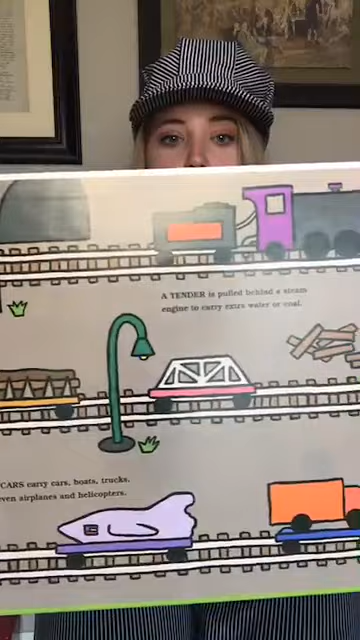 A TENDER is pulled behind a steam
engine to carry extra water or coal.
CARS carry cars, boats, trucks,
even airplanes and helicopters.